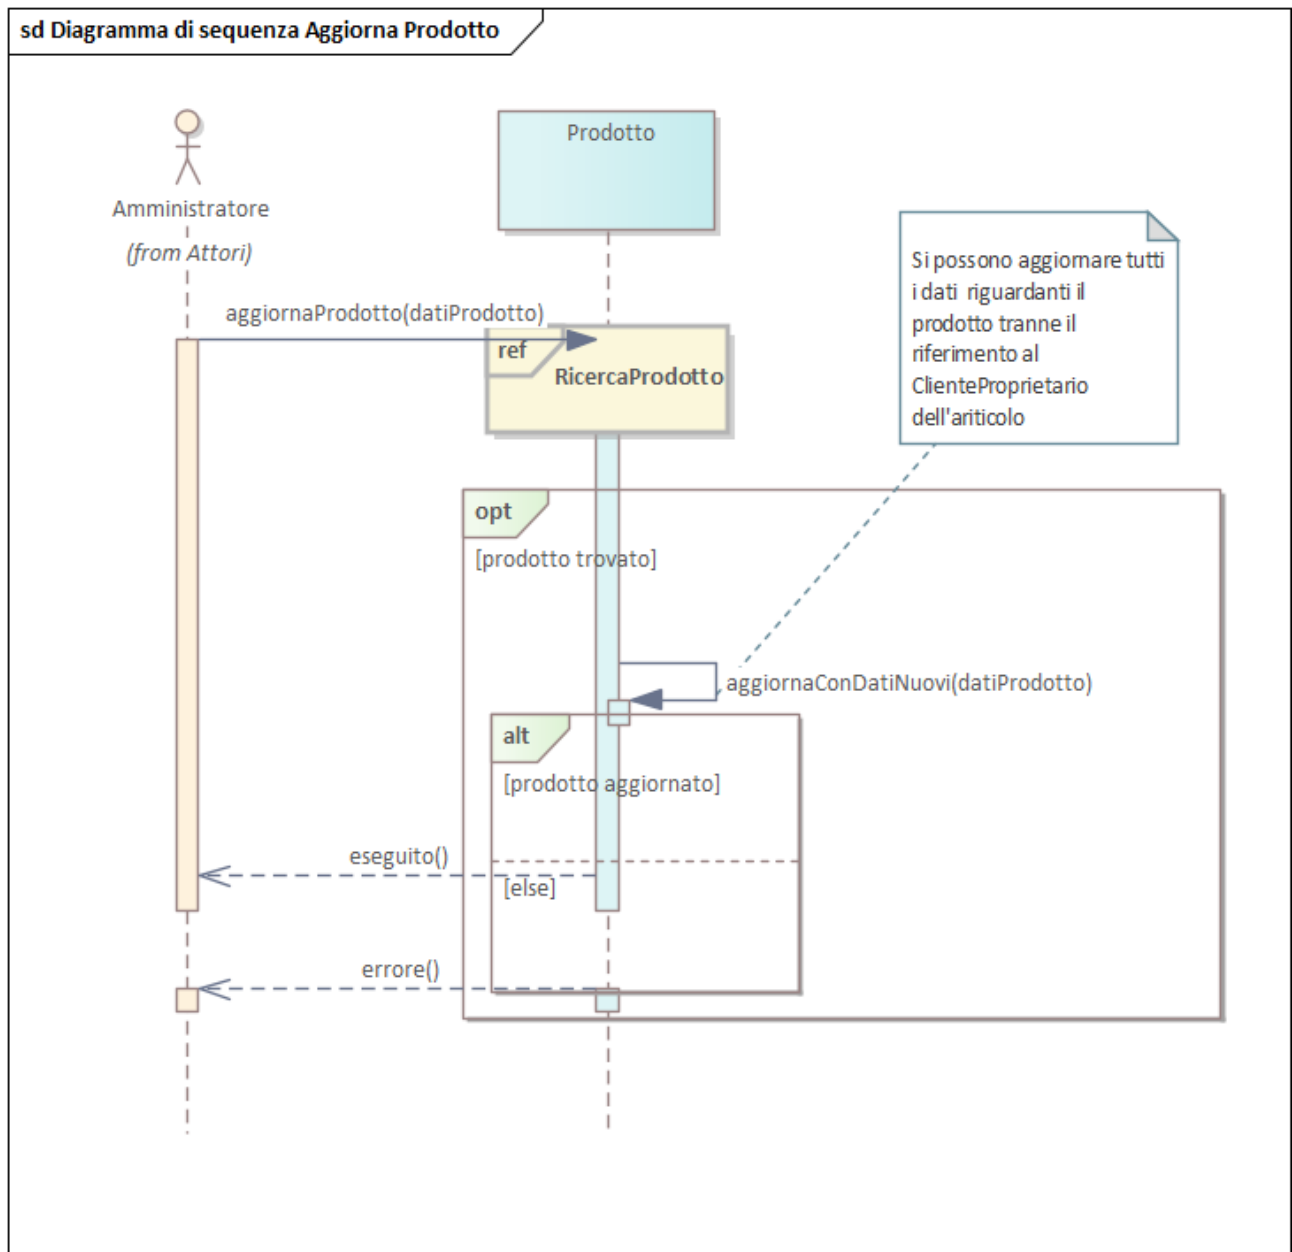 sd Diagramma di sequenza Aggiorna Prodotto
Prodotto
Amministratore
(from Attori)
Si possono aggiornare tutti
i dati riguardanti il
prodotto tranne il
riferimento al
ClienteProprietario
dell'ariticolo
aggiornaProdotto(datiProdotto)
ref
RicercaProdotto
opt
[prodotto trovato]
aggiornaConDatiNuovi(datiProdotto)
alt
[prodotto aggiornato]
eseguito()
[else]
errore()